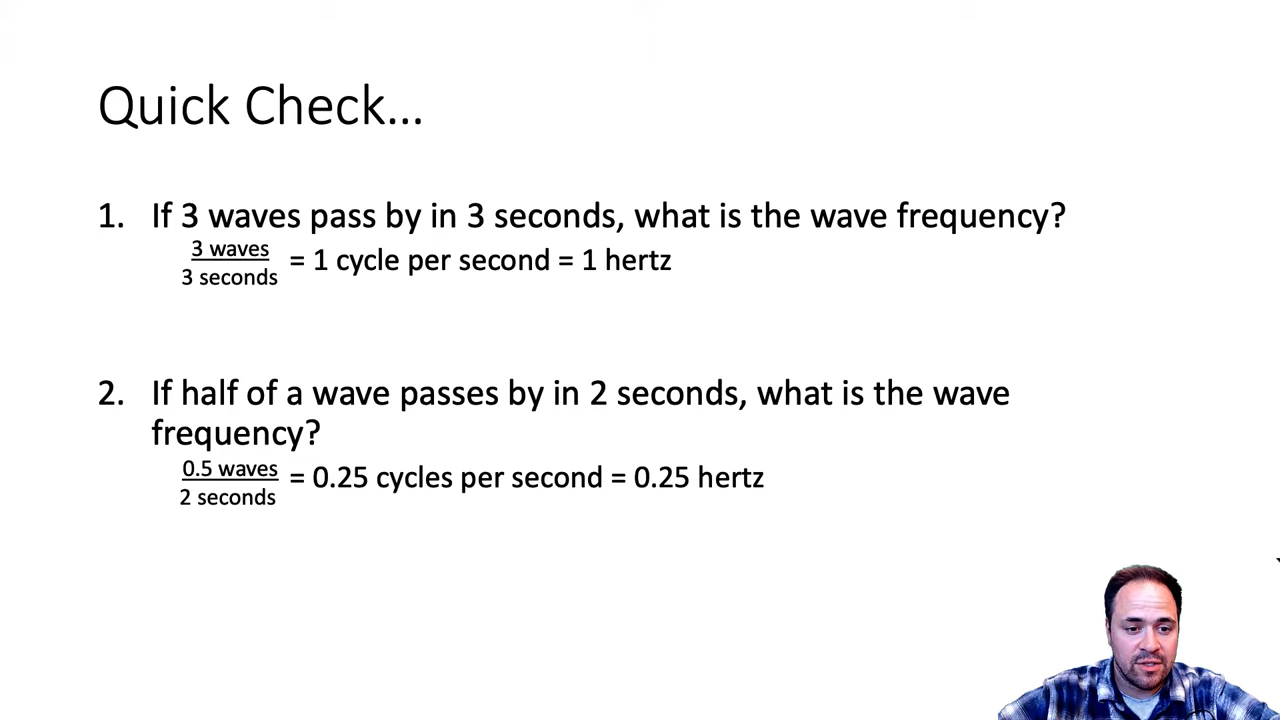 Quick Check...
1. If 3 waves pass by in 3 seconds, what is the wave frequency?
3 waves
3 seconds
= 1 cycle per second = 1 hertz
2. If half of a wave passes by in 2 seconds, what is the wave
frequency?
0.5 waves
2 seconds
= 0.25 cycles per second = 0.25 hertz